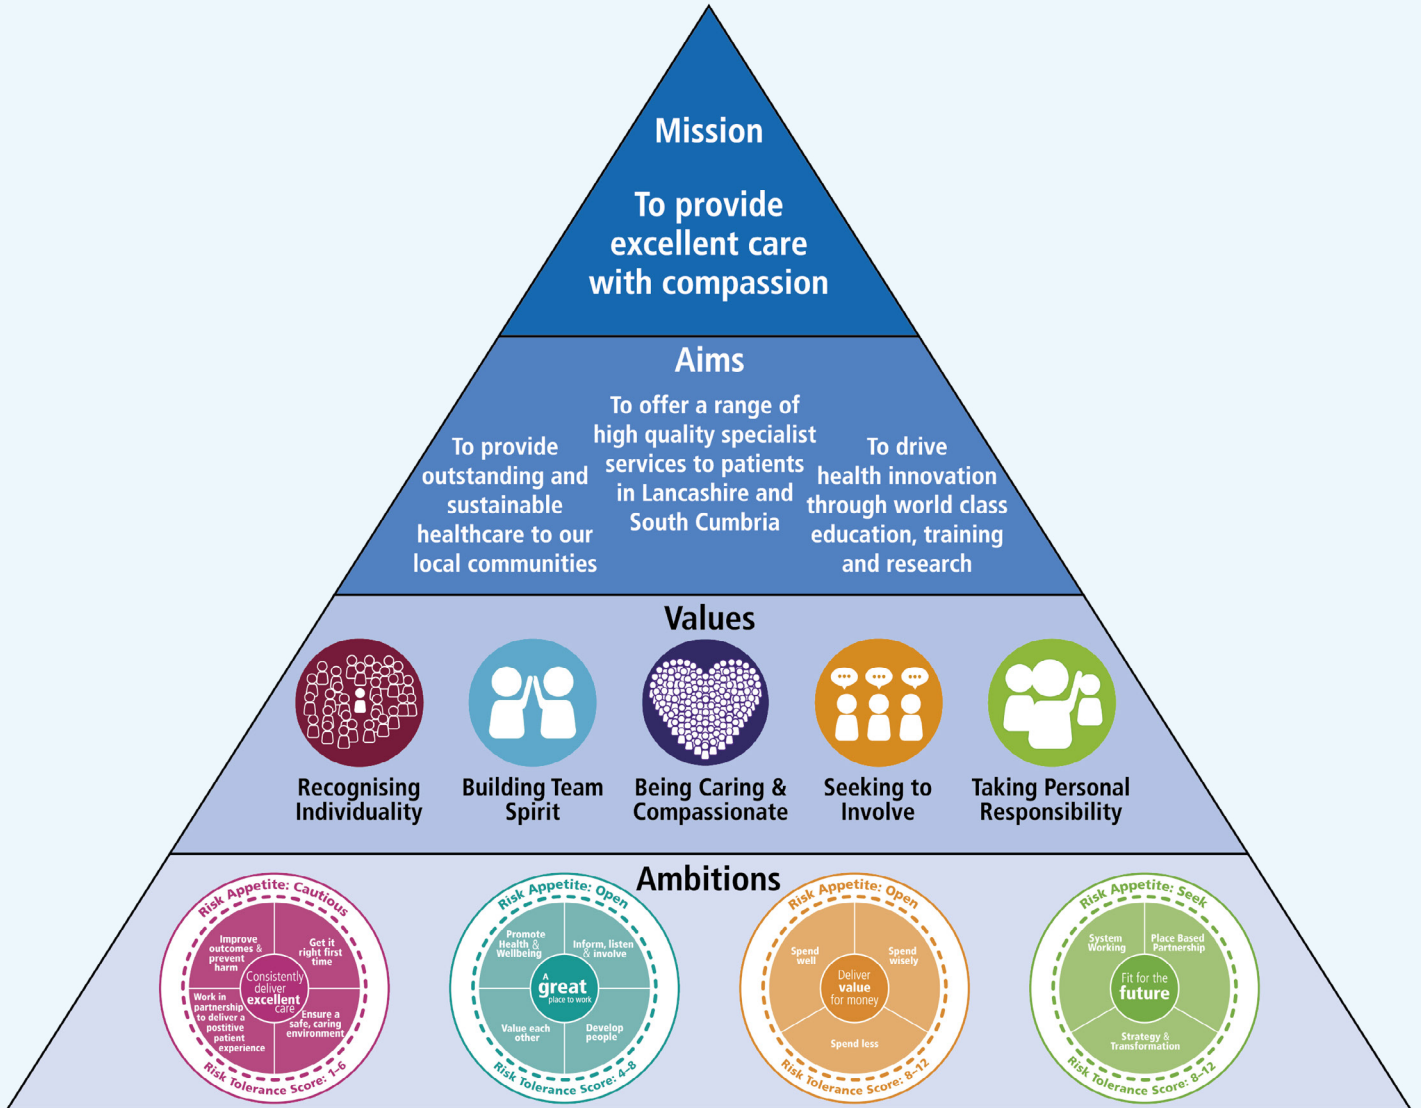 Mission
To provide
excellent care
with compassion
Aims
To provide
outstanding and
sustainable
healthcare to our
local communities
To offer a range of
high quality specialist
services to patients
in Lancashire and
South Cumbria
To drive
health innovation
through world class
education, training
and research
Values
Recognising
Individuality
Building Team
Spirit
Being Caring &
Compassionate
Seeking to
Involve
Taking Personal
Responsibility
Ambitions
Risk Appetite: Cautious
Improve
outcomes &
prevent
harm
Get it
right first
time
Consistently
deliver
excellent
care
Work in
partnership
to deliver a
postitive
patient
experience
Ensure a
safe, caring
environment
Risk Tolerance Score: 1–6
Risk Appetite: Open
Promote
Health &
Wellbeing
Inform, listen
& involve
A
great
place to work
Value each
other
Develop
people
Risk Tolerance Score: 4–8
Risk Appetite: Open
Spend
well
Spend
wisely
Deliver
value
for money
Spend less
Risk Tolerance Score: 8–12
Risk Appetite: Seek
System
Working
Place Based
Partnership
Fit for the
future
Strategy &
Transformation
Risk Tolerance Score: 8–12